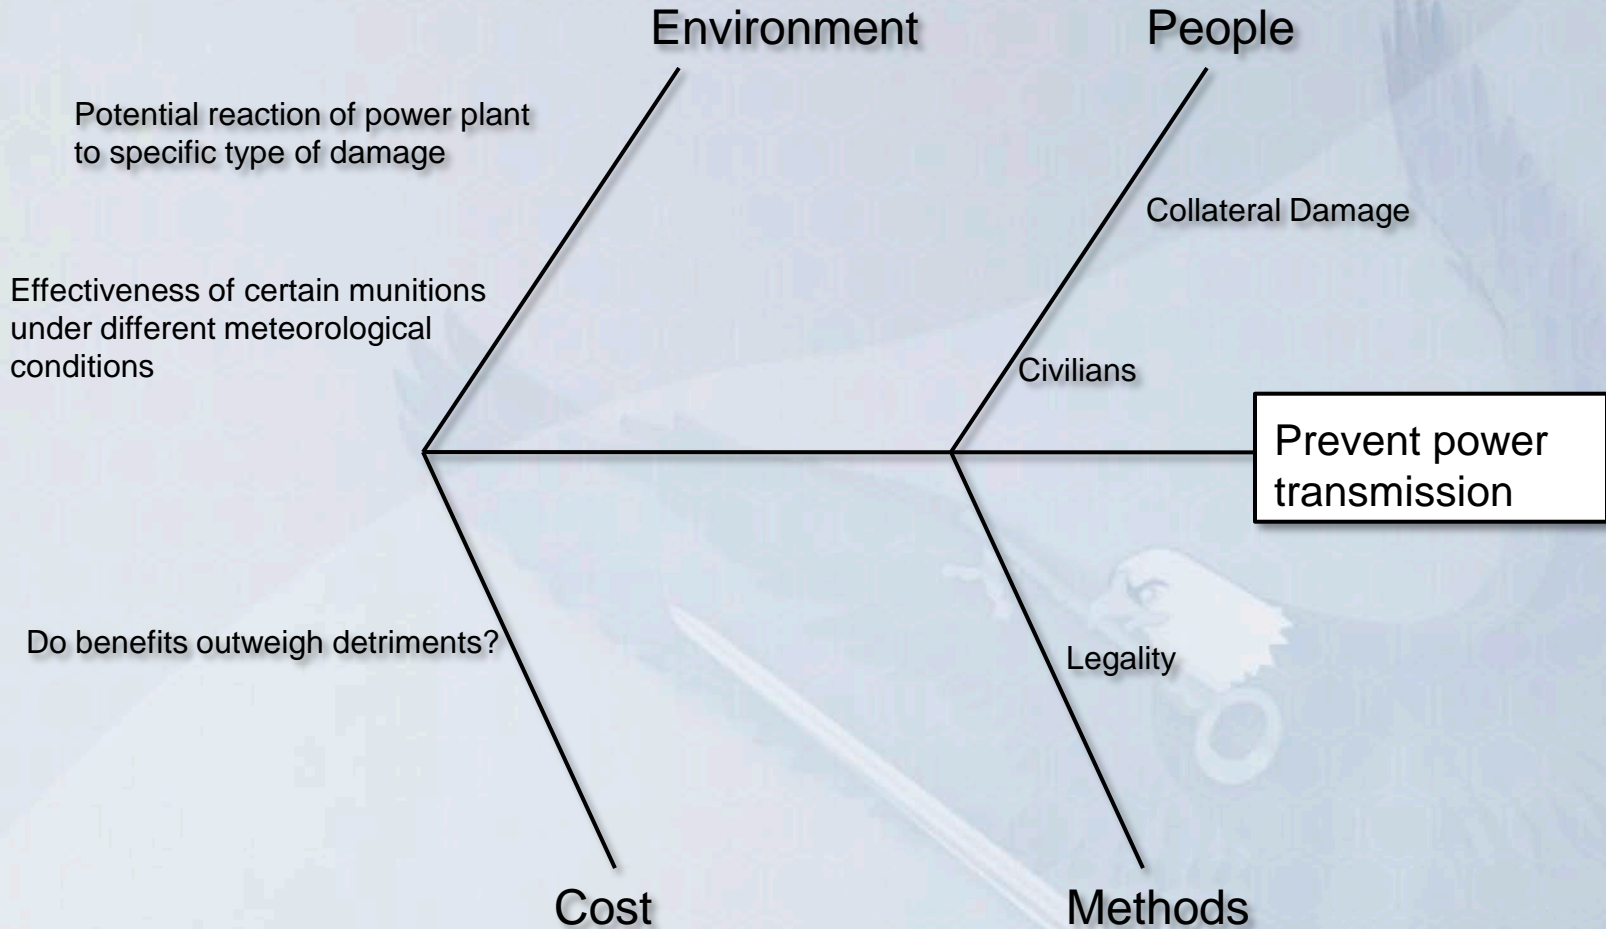 Environment
People
Potential reaction of power plant
to specific type of damage
Collateral Damage
Effectiveness of certain munitions
under different meteorological
conditions
Civilians
Prevent power
transmission
Do benefits outweigh detriments?
Legality
Cost
Methods